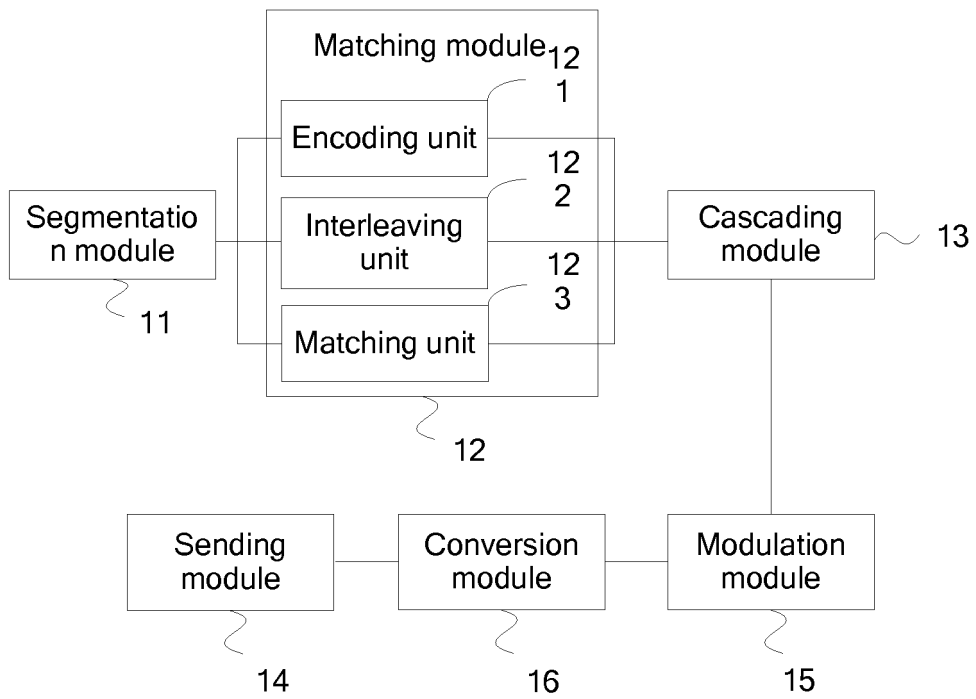 Matching module
12
1
Encoding unit
12
2
Segmentatio
n module
Interleaving
unit
Cascading
module
13
12
3
11
Matching unit
12
Sending
module
Conversion
module
Modulation
module
14
16
15